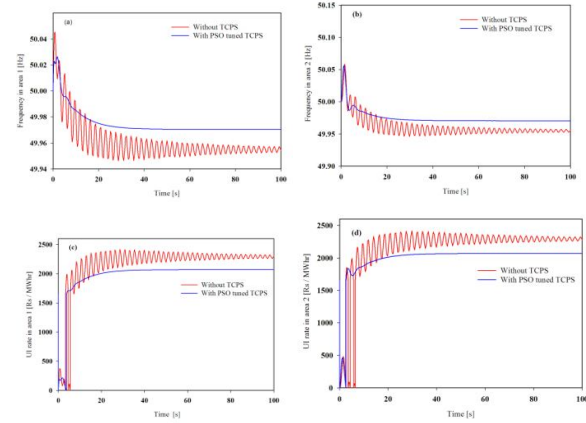 (a)
Without TCPS
With PSO tuned TCPS
Frequency in area 1 [Hz]
50.04
50.02
50.00
49.98
49.96
49.94
0 20 40 60 80 100
Time [s]
(b)
Without TCPS
With PSO tuned TCPS
Frequency in area 2 [Hz]
50.15
50.10
50.05
50.00
49.95
49.90
0 20 40 60 80 100
Time [s]
(c)
Without TCPS
With PSO tuned TCPS
UI rate in area 1 [Rs / MWhr]
2500
2000
1500
1000
500
0
0 20 40 60 80 100
Time [s]
(d)
Without TCPS
With PSO tuned TCPS
UI rate in area 2 [Rs / MWhr]
2500
2000
1500
1000
500
0
0 20 40 60 80 100
Time [s]